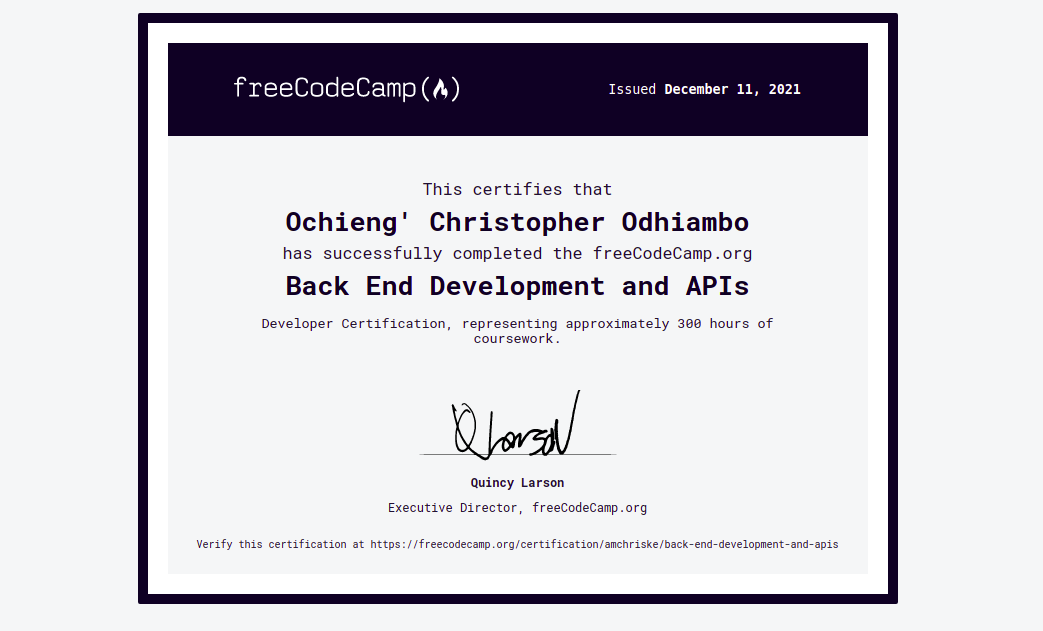 freeCodeCamp(🔥)
Issued December 11, 2021
This certifies that
Ochieng' Christopher Odhiambo
has successfully completed the freeCodeCamp.org
Back End Development and APIs
Developer Certification, representing approximately 300 hours of
coursework.
QLarson
Quincy Larson
Executive Director, freeCodeCamp.org
Verify this certification at https://freecodecamp.org/certification/amchriske/back-end-development-and-apis